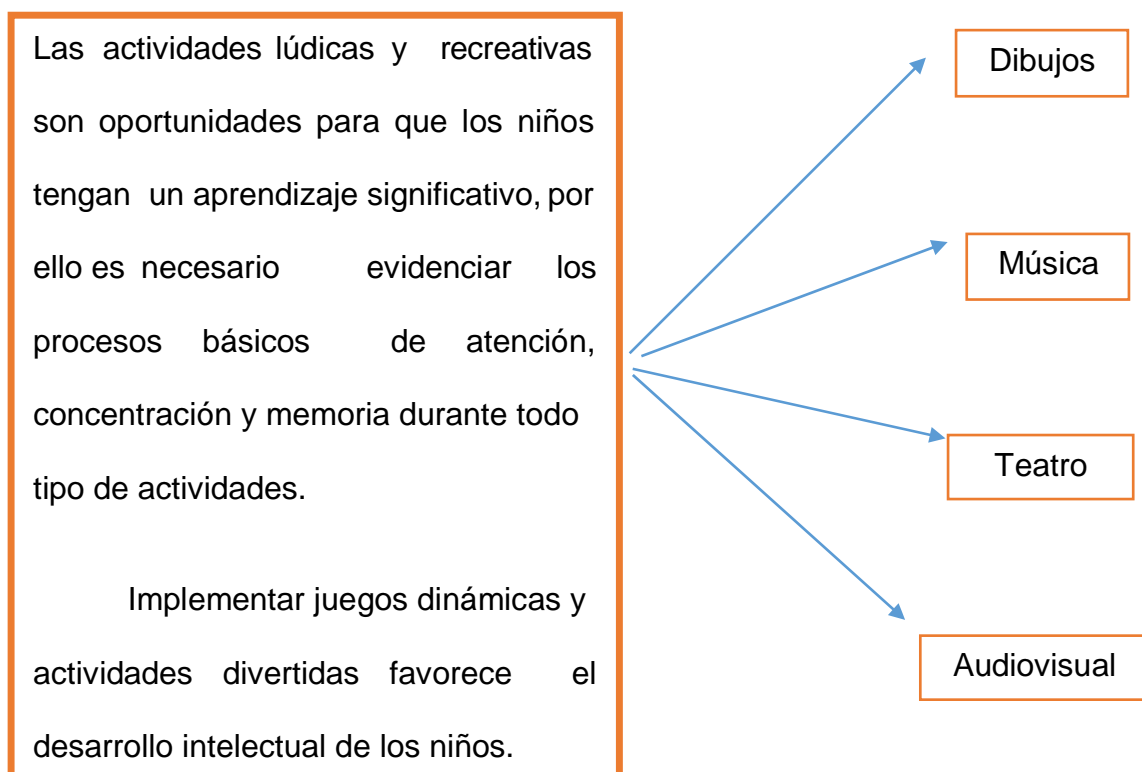 Las actividades lúdicas y recreativas
son oportunidades para que los niños
tengan un aprendizaje significativo, por
ello es necesario evidenciar los
procesos básicos de atención,
concentración y memoria durante todo
tipo de actividades.
Implementar juegos dinámicas y
actividades divertidas favorece el
desarrollo intelectual de los niños.
Dibujos
Música
Teatro
Audiovisual